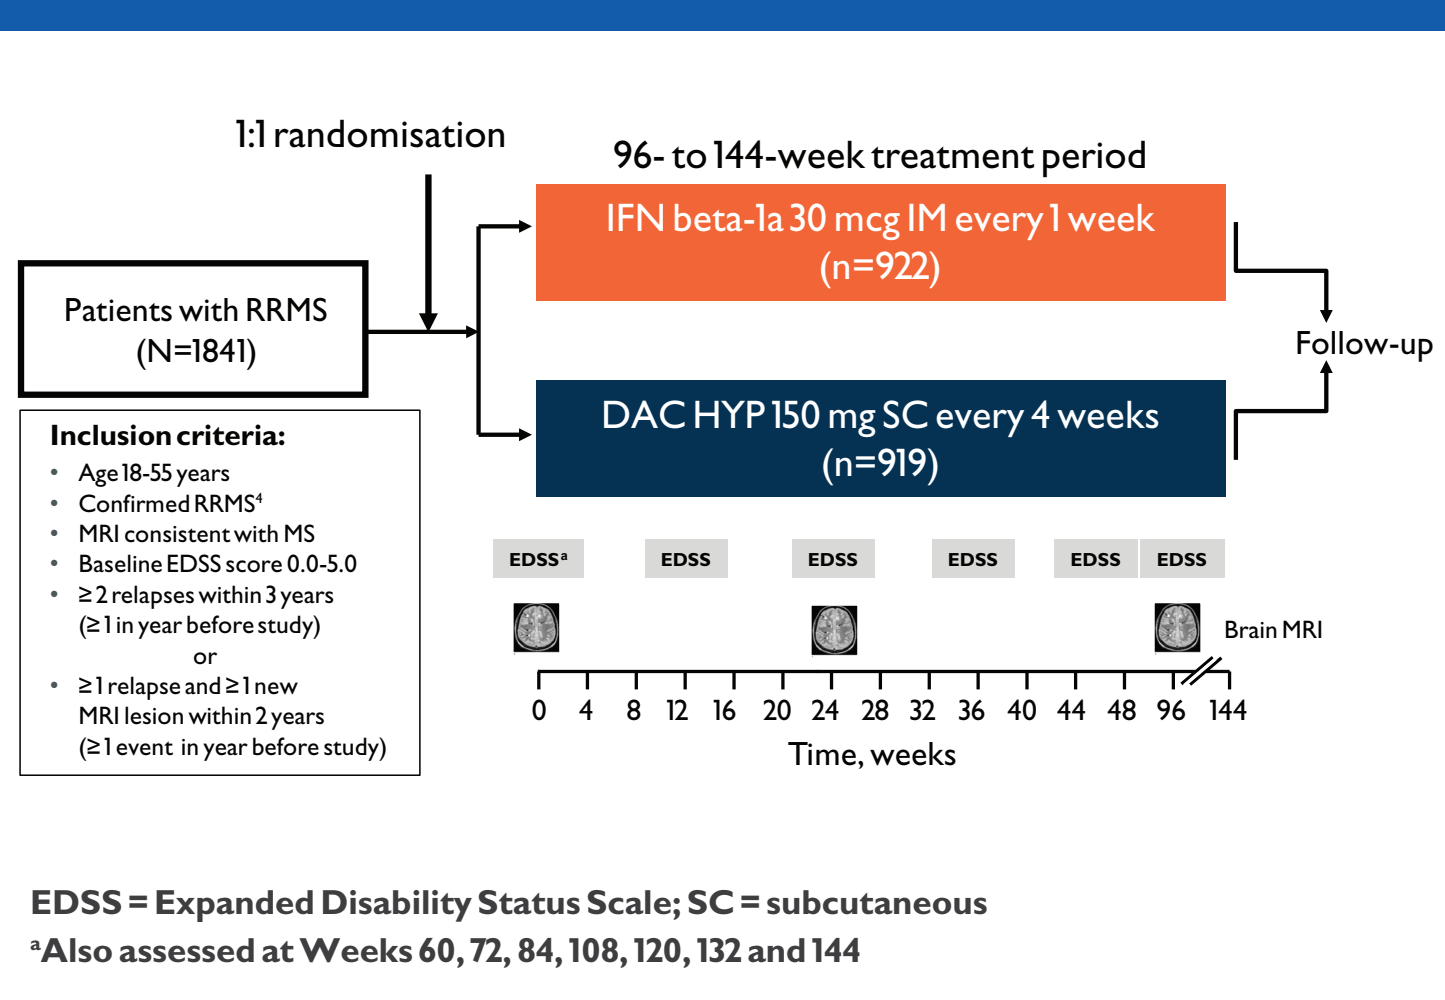 1:1 randomisation
96- to 144-week treatment period
IFN beta-1a 30 mcg IM every 1 week
(n=922)
Patients with RRMS
(N=1841)
Follow-up
DAC HYP 150 mg SC every 4 weeks
(n=919)
Inclusion criteria:
• Age 18-55 years
• Confirmed RRMS⁴
• MRI consistent with MS
• Baseline EDSS score 0.0-5.0
• ≥2 relapses within 3 years
(≥1 in year before study)
or
• ≥1 relapse and ≥1 new
MRI lesion within 2 years
(≥1 event in year before study)
EDSSᵃ EDSS EDSS EDSS EDSS EDSS
Brain MRI
0 4 8 12 16 20 24 28 32 36 40 44 48 96 144
Time, weeks
EDSS = Expanded Disability Status Scale; SC = subcutaneous
ᵃAlso assessed at Weeks 60, 72, 84, 108, 120, 132 and 144